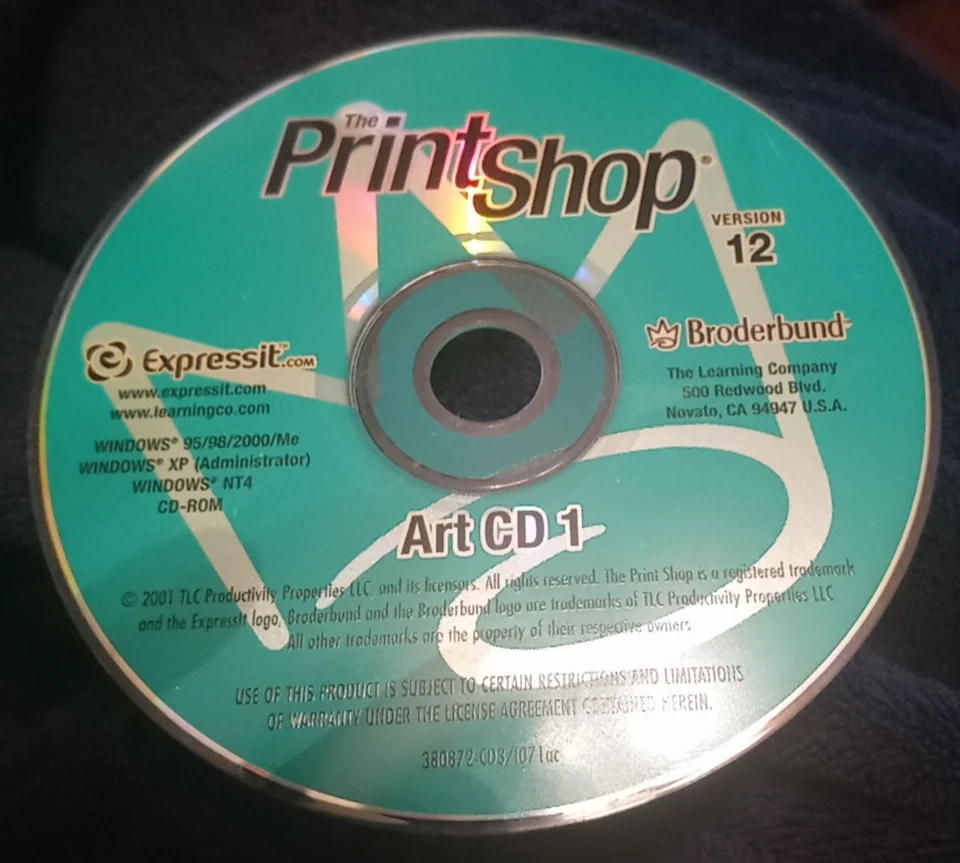 The
PrintShop®
VERSION
12
Expressit™.COM
www.expressit.com
www.learningco.com
WINDOWS® 95/98/2000/Me
WINDOWS® XP (Administrator)
WINDOWS® NT4
CD-ROM
Broderbund™
The Learning Company
500 Redwood Blvd.
Novato, CA 94947 U.S.A.
Art CD 1
© 2001 TLC Productivity Properties LLC, and its licensors. All rights reserved. The Print Shop is a registered trademark
and the Expressit logo, Broderbund and the Broderbund logo are trademarks of TLC Productivity Properties LLC
All other trademarks are the property of their respective owners
USE OF THIS PRODUCT IS SUBJECT TO CERTAIN RESTRICTIONS AND LIMITATIONS
OF WARRANTY UNDER THE LICENSE AGREEMENT CONTAINED HEREIN.